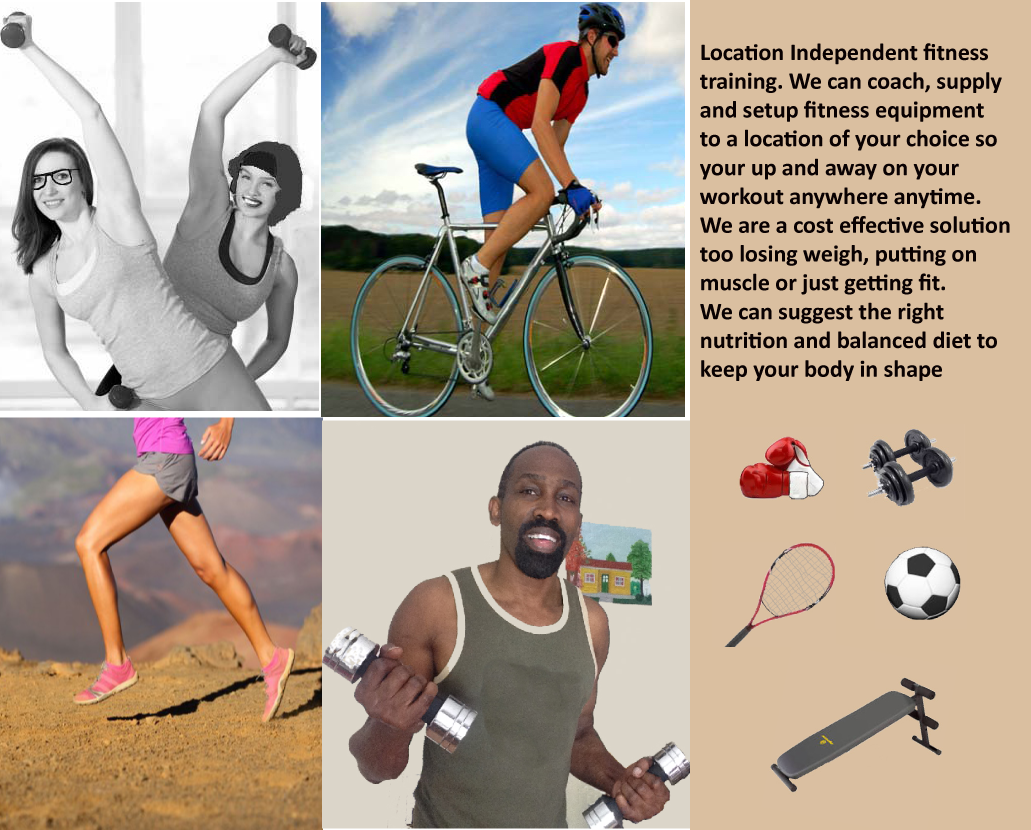 Location Independent fitness
training. We can coach, supply
and setup fitness equipment
to a location of your choice so
your up and away on your
workout anywhere anytime.
We are a cost effective solution
too losing weigh, putting on
muscle or just getting fit.
We can suggest the right
nutrition and balanced diet to
keep your body in shape